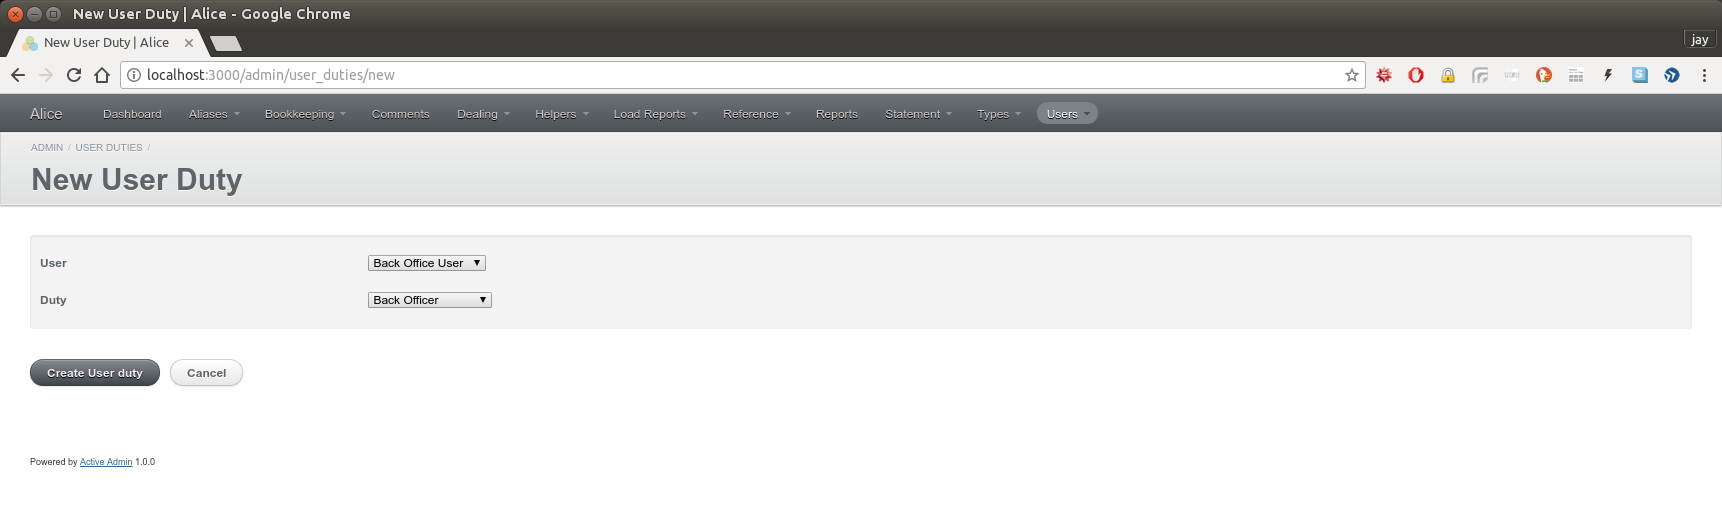 New User Duty | Alice - Google Chrome
New User Duty | Alice
jay
localhost:3000/admin/user_duties/new
Alice Dashboard Aliases Bookkeeping Comments Dealing Helpers Load Reports Reference Reports Statement Types Users
ADMIN / USER DUTIES /
New User Duty
User Back Office User
Duty Back Officer
Create User duty Cancel
Powered by Active Admin 1.0.0